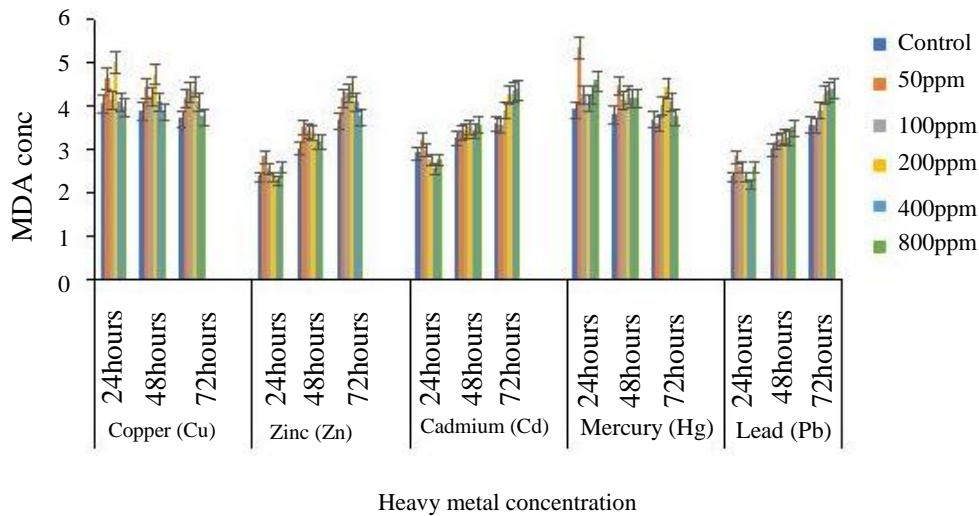 6
5
4
3
2
1
0
MDA conc
Control
50ppm
100ppm
200ppm
400ppm
800ppm
24hours
48hours
72hours
24hours
48hours
72hours
24hours
48hours
72hours
24hours
48hours
72hours
24hours
48hours
72hours
Copper (Cu)
Zinc (Zn)
Cadmium (Cd)
Mercury (Hg)
Lead (Pb)
Heavy metal concentration